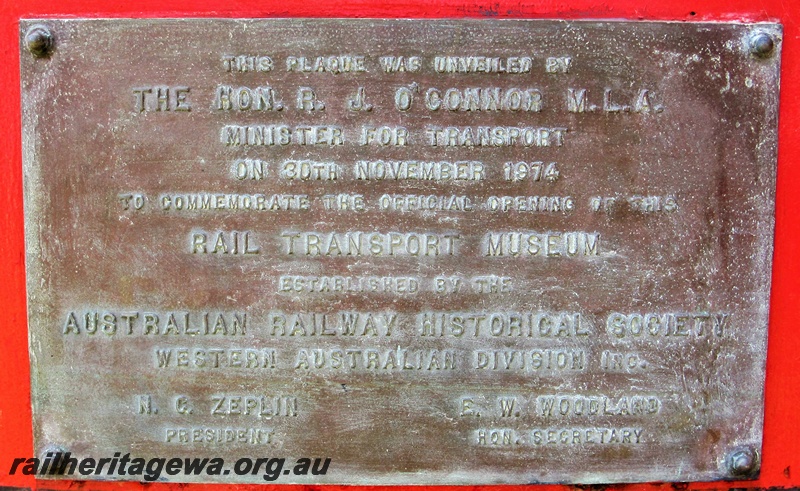 THIS PLAQUE WAS UNVEILED BY
THE HON. R. J. O'CONNOR M.L.A.
MINISTER FOR TRANSPORT
ON 30TH NOVEMBER 1974
TO COMMEMORATE THE OFFICIAL OPENING OF THIS
RAIL TRANSPORT MUSEUM
ESTABLISHED BY THE
AUSTRALIAN RAILWAY HISTORICAL SOCIETY
WESTERN AUSTRALIAN DIVISION INC.
N. G. ZEPLIN E. W. WOODLAND
PRESIDENT HON. SECRETARY
railheritagewa.org.au